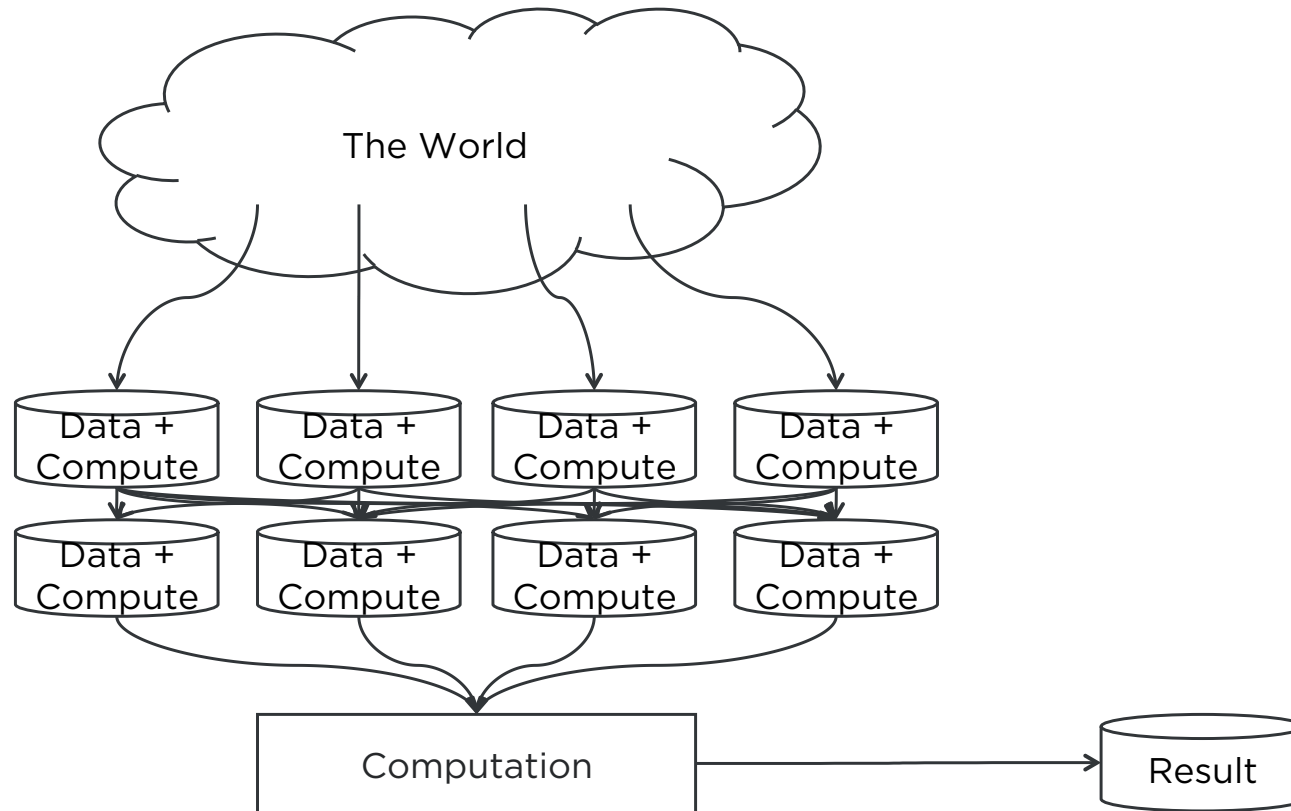 The World
Data +
Compute
Data +
Compute
Data +
Compute
Data +
Compute
Data +
Compute
Data +
Compute
Data +
Compute
Data +
Compute
Computation
Result